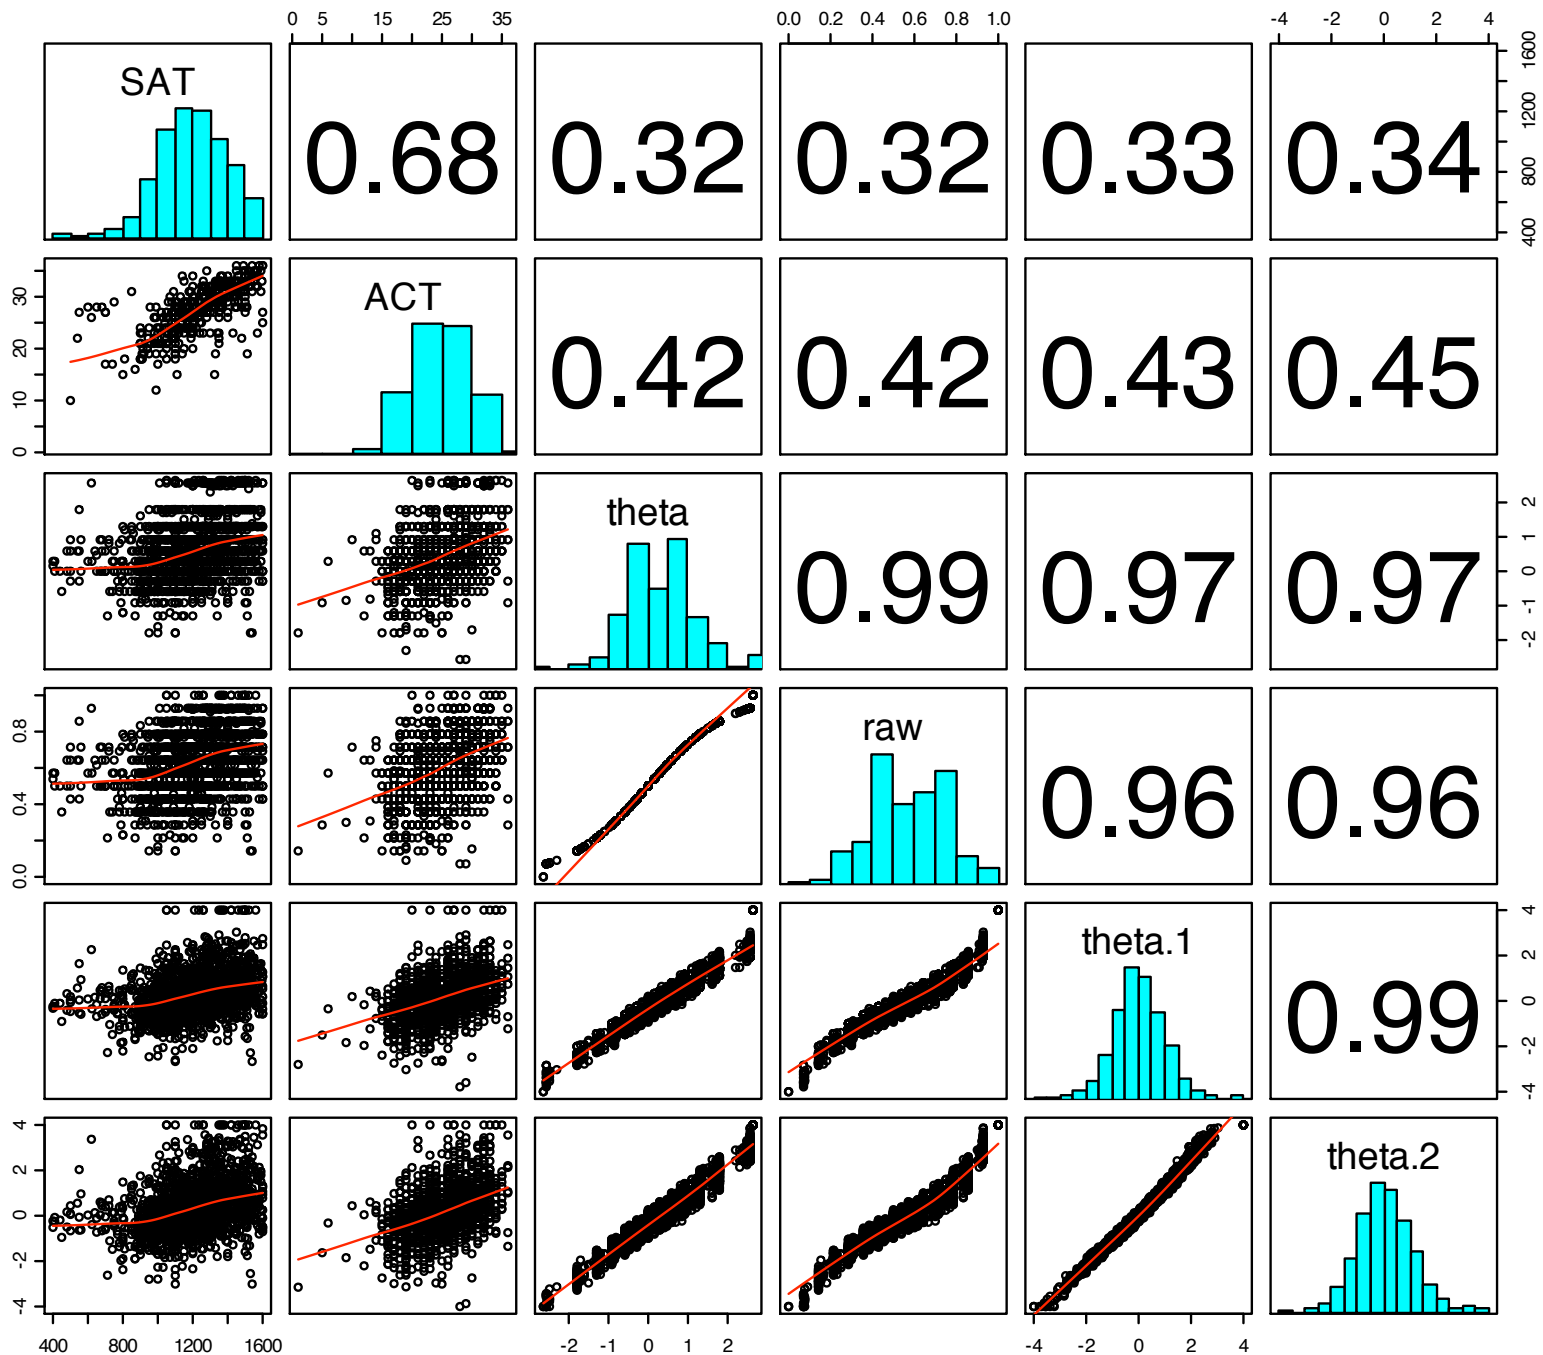 0 5 15 25 35 0.0 0.2 0.4 0.6 0.8 1.0 -4 -2 0 2 4
SAT 0.68 0.32 0.32 0.33 0.34 400 800 1200 1600
0 10 20 30 ACT 0.42 0.42 0.43 0.45
theta 0.99 0.97 0.97 -2 -1 0 1 2
0.0 0.4 0.8 raw 0.96 0.96
theta.1 0.99 -4 -2 0 2 4
-4 -2 0 2 4 theta.2
400 800 1200 1600 -2 -1 0 1 2 -4 -2 0 2 4